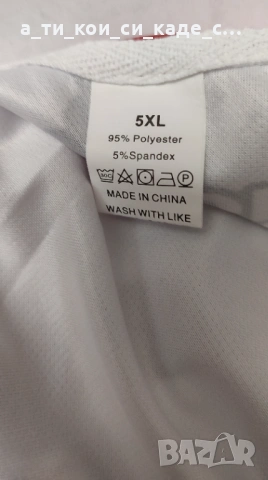 а_ти_кои_си_каде_с...
5XL
95% Polyester
5%Spandex
MADE IN CHINA
WASH WITH LIKE
BAZAR